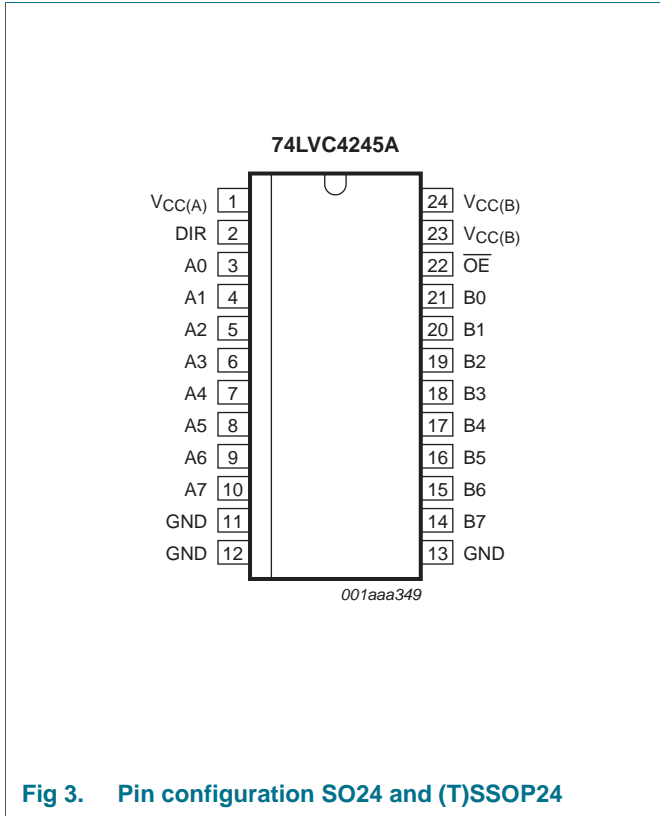 74LVC4245A
VCC(A) 1 24 VCC(B)
DIR 2 23 VCC(B)
A0 3 22 O̅E̅
A1 4 21 B0
A2 5 20 B1
A3 6 19 B2
A4 7 18 B3
A5 8 17 B4
A6 9 16 B5
A7 10 15 B6
GND 11 14 B7
GND 12 13 GND
001aaa349
Fig 3. Pin configuration SO24 and (T)SSOP24